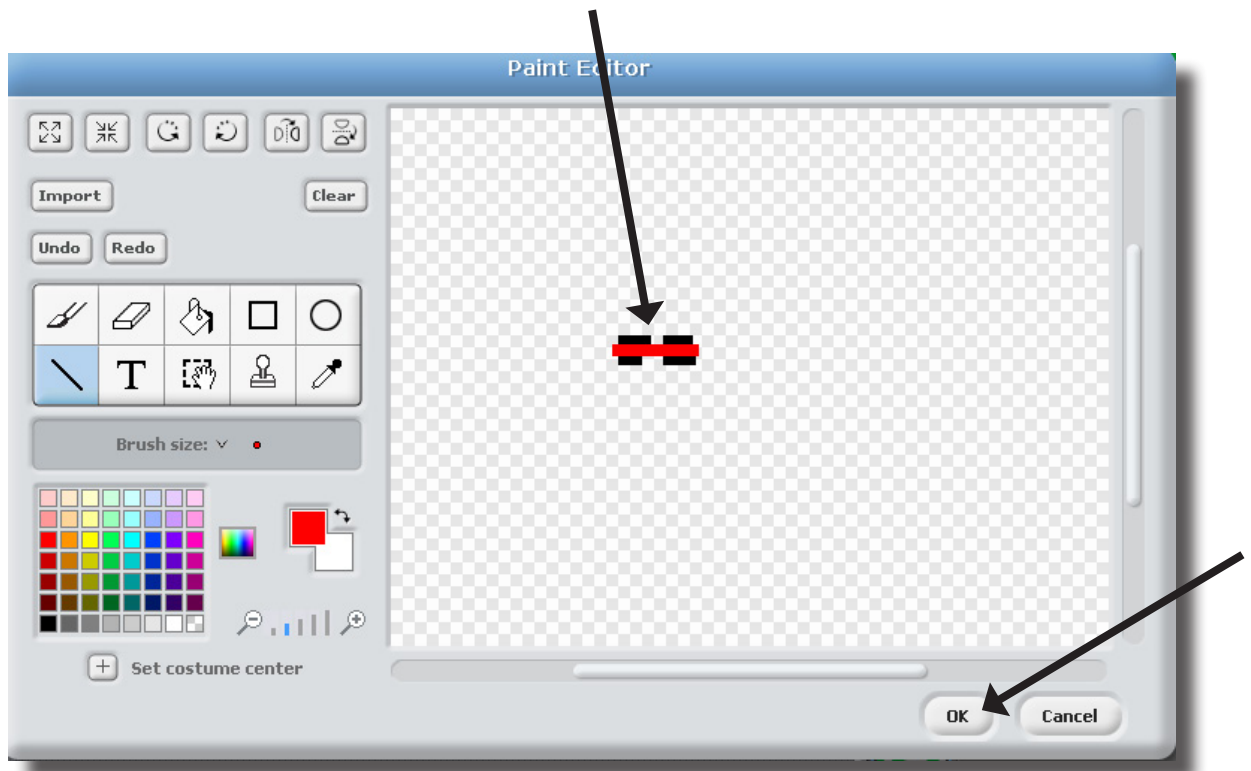 Paint Editor
Import
Clear
Undo
Redo
T
Brush size:
Set costume center
OK
Cancel